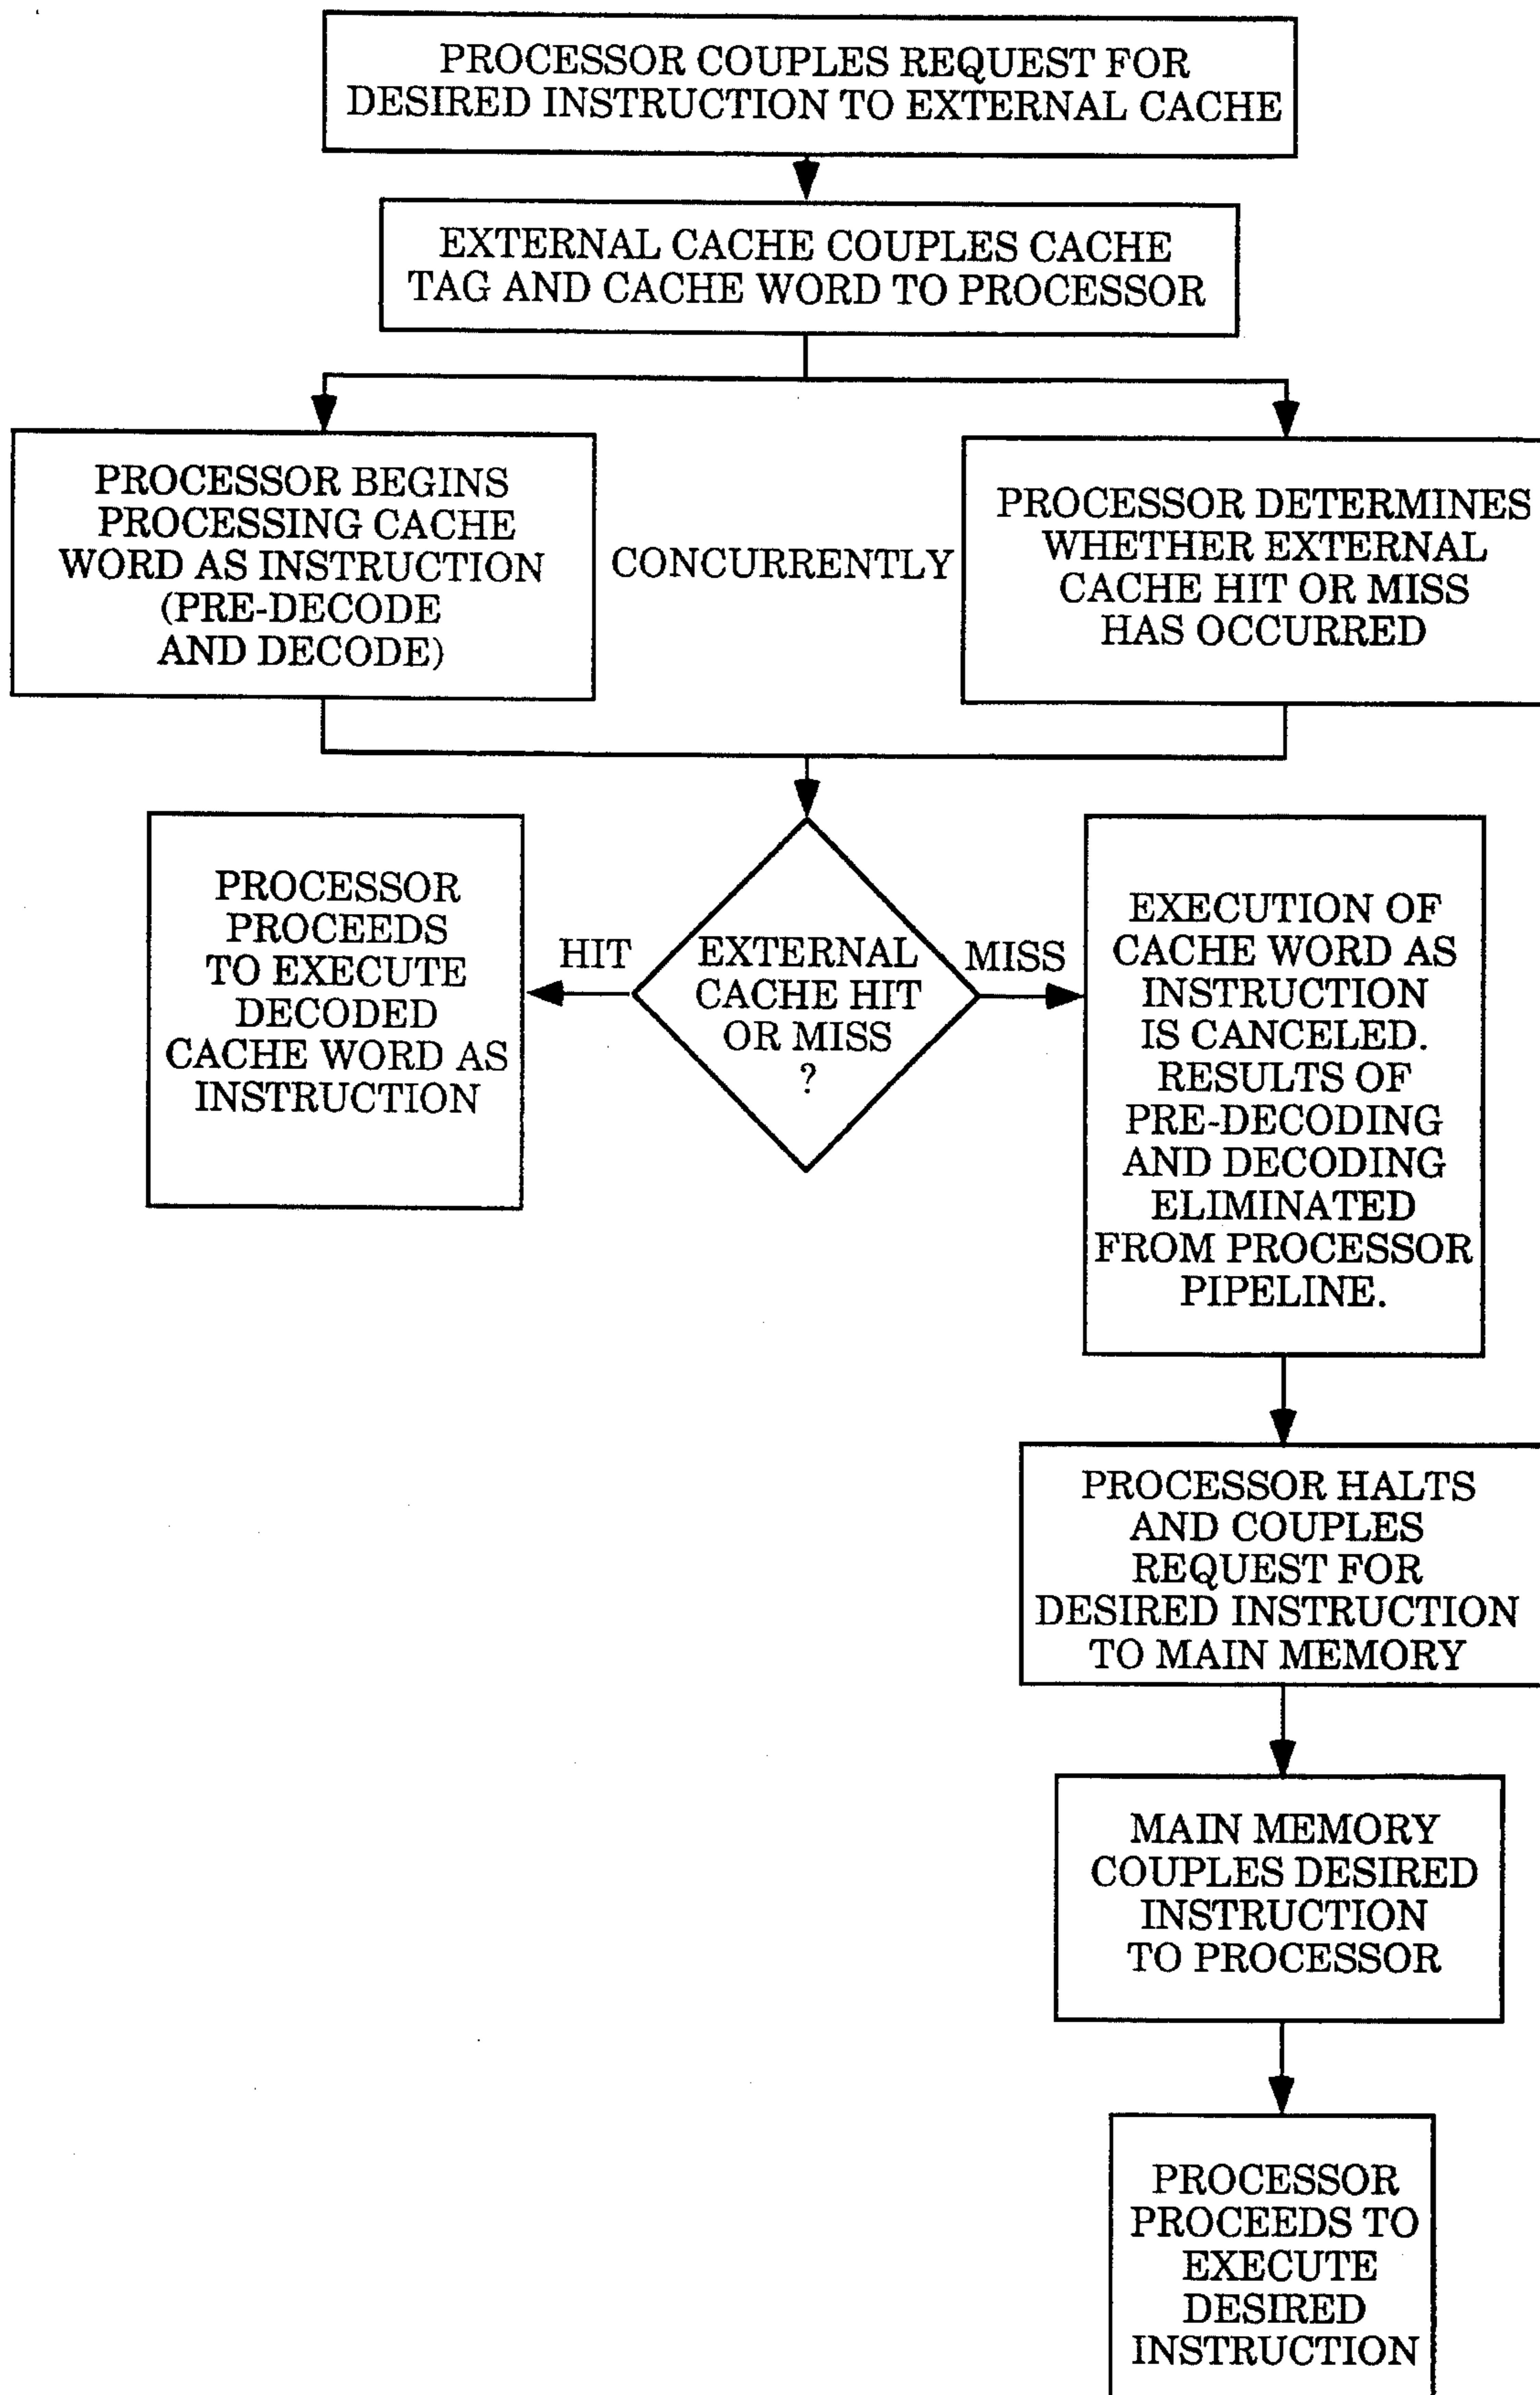 PROCESSOR COUPLES REQUEST FOR
DESIRED INSTRUCTION TO EXTERNAL CACHE
EXTERNAL CACHE COUPLES CACHE
TAG AND CACHE WORD TO PROCESSOR
PROCESSOR BEGINS
PROCESSING CACHE
WORD AS INSTRUCTION
(PRE-DECODE
AND DECODE)
CONCURRENTLY
PROCESSOR DETERMINES
WHETHER EXTERNAL
CACHE HIT OR MISS
HAS OCCURRED
PROCESSOR
PROCEEDS
TO EXECUTE
DECODED
CACHE WORD AS
INSTRUCTION
HIT
EXTERNAL
CACHE HIT
OR MISS
?
MISS
EXECUTION OF
CACHE WORD AS
INSTRUCTION
IS CANCELED.
RESULTS OF
PRE-DECODING
AND DECODING
ELIMINATED
FROM PROCESSOR
PIPELINE.
PROCESSOR HALTS
AND COUPLES
REQUEST FOR
DESIRED INSTRUCTION
TO MAIN MEMORY
MAIN MEMORY
COUPLES DESIRED
INSTRUCTION
TO PROCESSOR
PROCESSOR
PROCEEDS TO
EXECUTE
DESIRED
INSTRUCTION